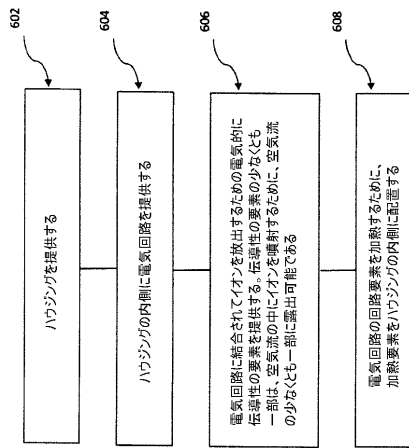 602
ハウジングを提供する
604
ハウジングの内側に電気回路を提供する
606
電気回路に結合されてイオンを放出するための電気的に
伝導性の要素を提供する。伝導性の要素の少なくとも
一部は、空気流の中にイオンを噴射するために、空気流
の少なくとも一部に露出可能である
608
電気回路の回路要素を加熱するために、
加熱要素をハウジングの内側に配置する